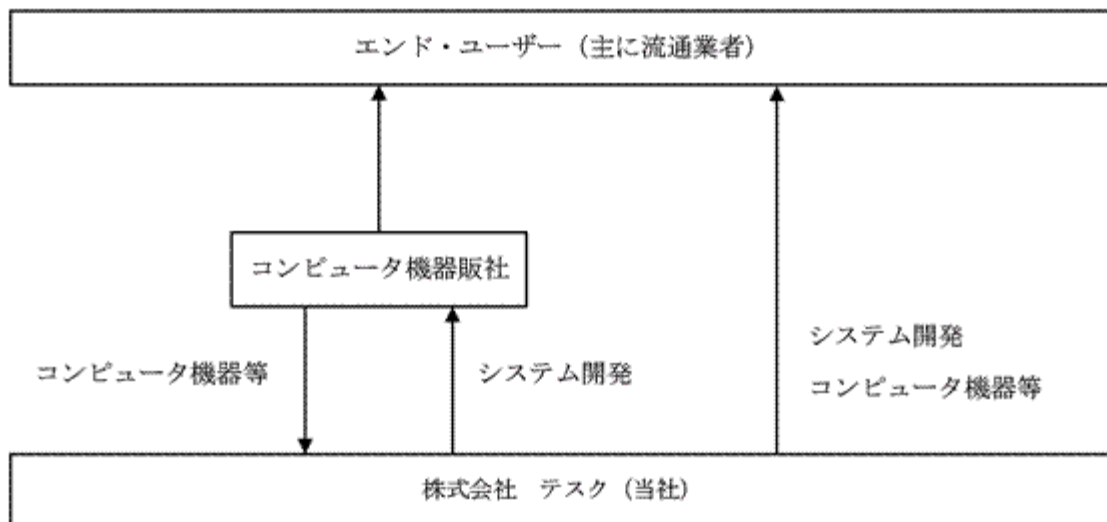 エンド・ユーザー（主に流通業者）
コンピュータ機器販社
システム開発
コンピュータ機器等
システム開発
コンピュータ機器等
株式会社　テスク（当社）